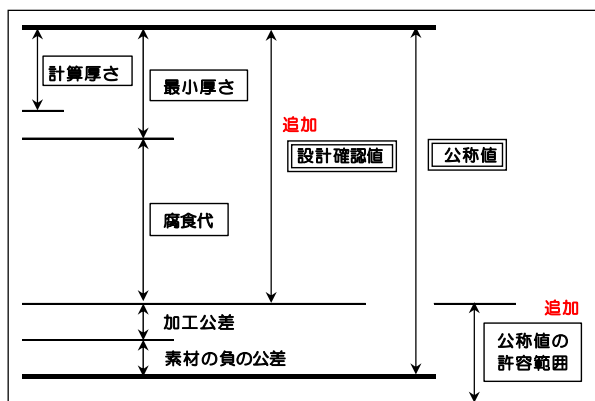 計算厚さ
最小厚さ
追加
設計確認値
公称値
腐食代
加工公差
素材の負の公差
追加
公称値の
許容範囲